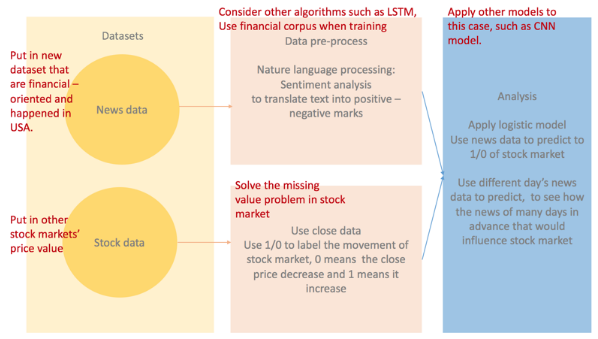 Consider other algorithms such as LSTM,
Use financial corpus when training
Apply other models to
this case, such as CNN
model.
Datasets
Put in new
dataset that
are financial –
oriented and
happened in
USA.
News data
Data pre-process
Nature language processing:
Sentiment analysis
to translate text into positive –
negative marks
Put in other
stock markets'
price value
Stock data
Solve the missing
value problem in stock
market
Use close data
Use 1/0 to label the movement of
stock market, 0 means the close
price decrease and 1 means it
increase
Analysis
Apply logistic model
Use news data to predict to
1/0 of stock market
Use different day's news
data to predict, to see how
the news of many days in
advance that would
influence stock market